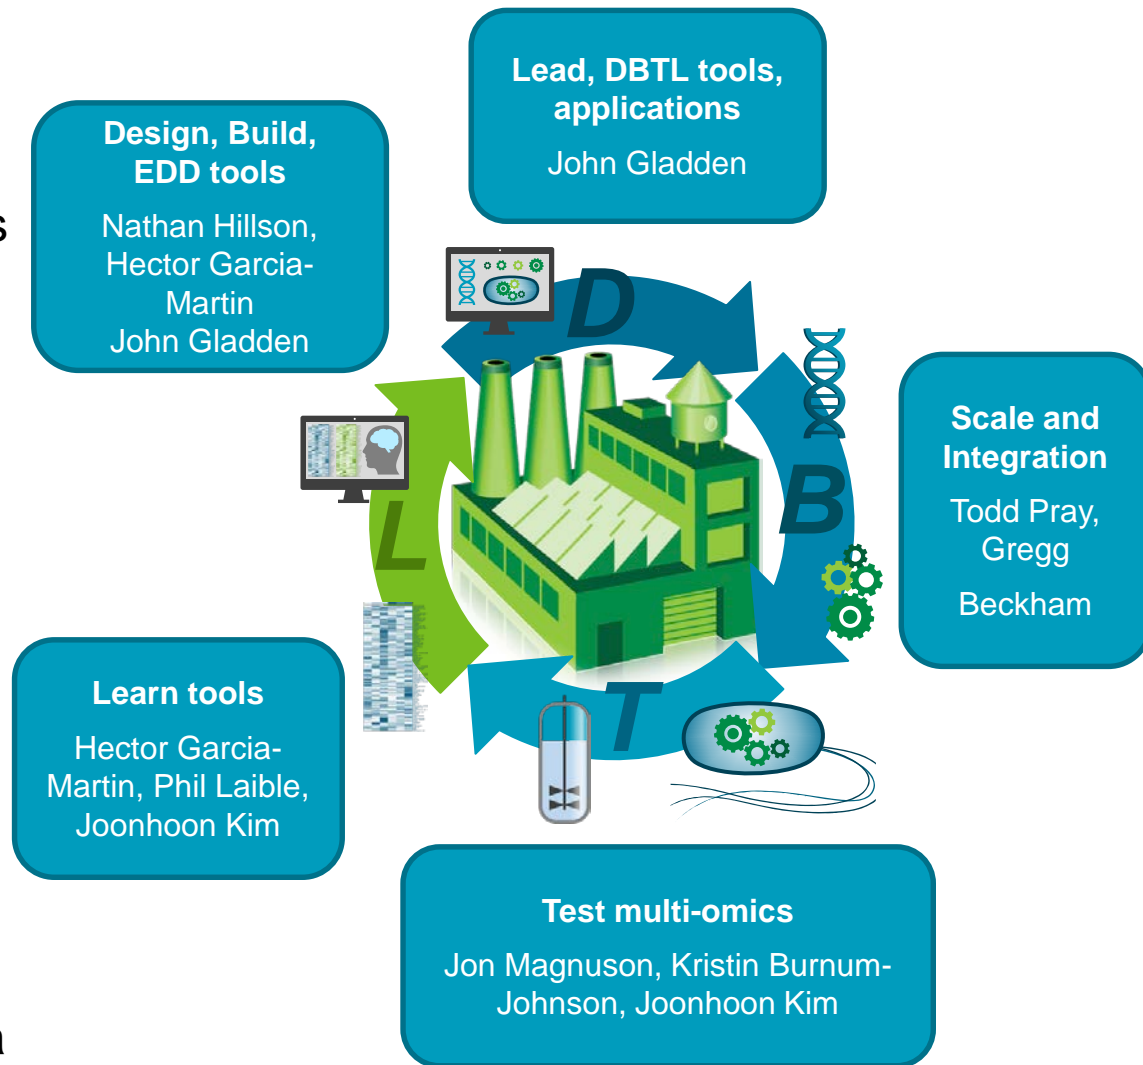 Lead, DBTL tools,
applications
John Gladden
Design, Build,
EDD tools
Nathan Hillson,
Hector Garcia-
Martin
John Gladden
s
D
B
Scale and
Integration
Todd Pray,
Gregg
Beckham
L
T
Learn tools
Hector Garcia-
Martin, Phil Laible,
Joonhoon Kim
Test multi-omics
Jon Magnuson, Kristin Burnum-
Johnson, Joonhoon Kim